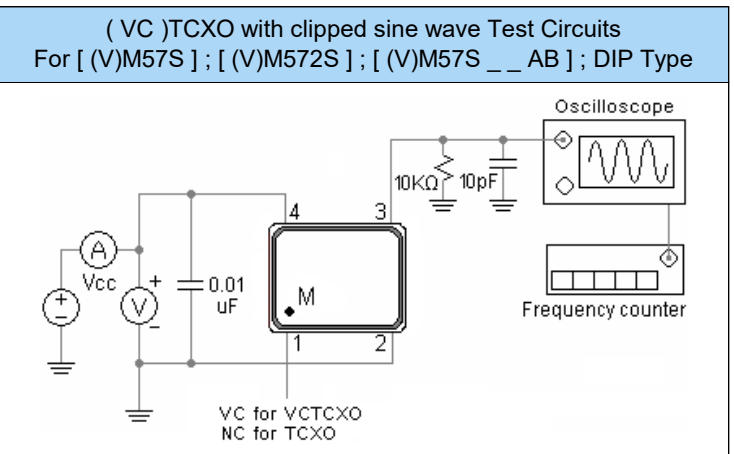 ( VC )TCXO with clipped sine wave Test Circuits
For [ (V)M57S ] ; [ (V)M572S ] ; [ (V)M57S _ _ AB ] ; DIP Type
Oscilloscope
10KΩ
10pF
4
3
A
Vcc
+
-
V
+
-
0.01
uF
M
1
2
Frequency counter
VC for VCTCXO
NC for TCXO